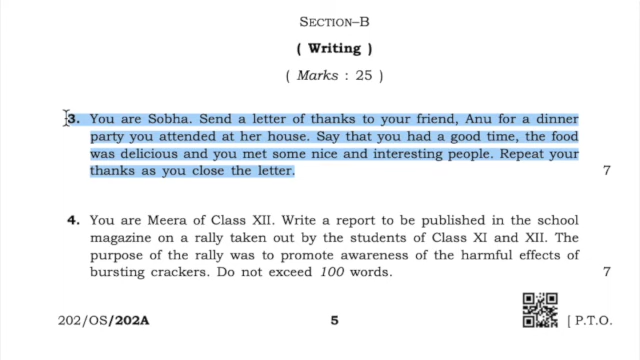 SECTION–B
( Writing )
( Marks : 25 )
3. You are Sobha. Send a letter of thanks to your friend, Anu for a dinner
party you attended at her house. Say that you had a good time, the food
was delicious and you met some nice and interesting people. Repeat your
thanks as you close the letter. 7
4. You are Meera of Class XII. Write a report to be published in the school
magazine on a rally taken out by the students of Class XI and XII. The
purpose of the rally was to promote awareness of the harmful effects of
bursting crackers. Do not exceed 100 words. 7
202/OS/202A 5 [ P.T.O.